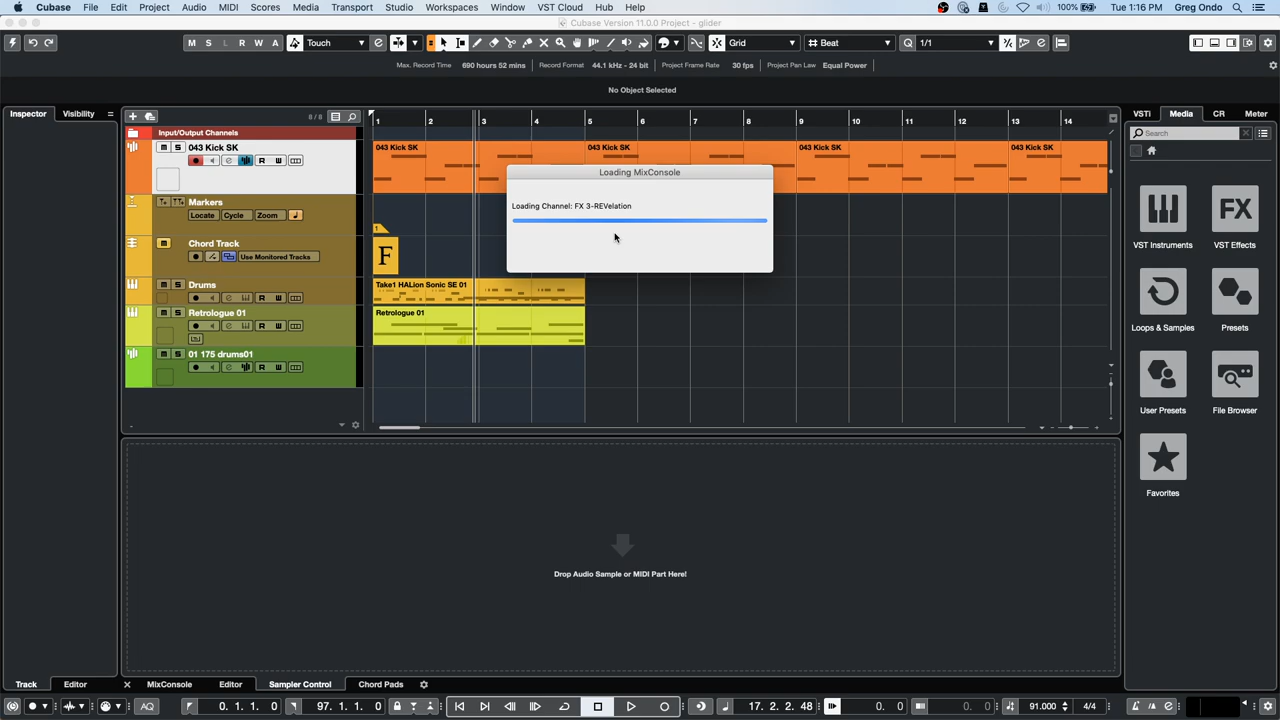 Cubase File Edit Project Audio MIDI Scores Media Transport Studio Workspaces Window VST Cloud Hub Help 100% Tue 1:16 PM Greg Ondo
Cubase Version 11.0.0 Project - glider
M S L R W A Touch Grid Beat Q 1/1
Max. Record Time 690 hours 52 mins Record Format 44.1 kHz - 24 bit Project Frame Rate 30 fps Project Pan Law Equal Power
No Object Selected
Inspector Visibility
8 / 8
1 2 3 4 5 6 7 8 9 10 11 12 13 14
VSTi Media CR Meter
Search
Input/Output Channels
043 Kick SK
M S
R W
043 Kick SK 043 Kick SK 043 Kick SK 043 Kick SK
Loading MixConsole
Loading Channel: FX 3-REVelation
Markers
Locate Cycle Zoom
1
Chord Track
Use Monitored Tracks
F
Drums
M S
R W
Take1 HALion Sonic SE 01
Retrologue 01
M S
R W
Retrologue 01
01 175 drums01
M S
R W
FX
VST Instruments VST Effects
Loops & Samples Presets
User Presets File Browser
Favorites
Drop Audio Sample or MIDI Part Here!
Track Editor MixConsole Editor Sampler Control Chord Pads
AQ 0. 1. 1. 0 97. 1. 1. 0 17. 2. 2. 48 0. 0 0. 0 91.000 4/4